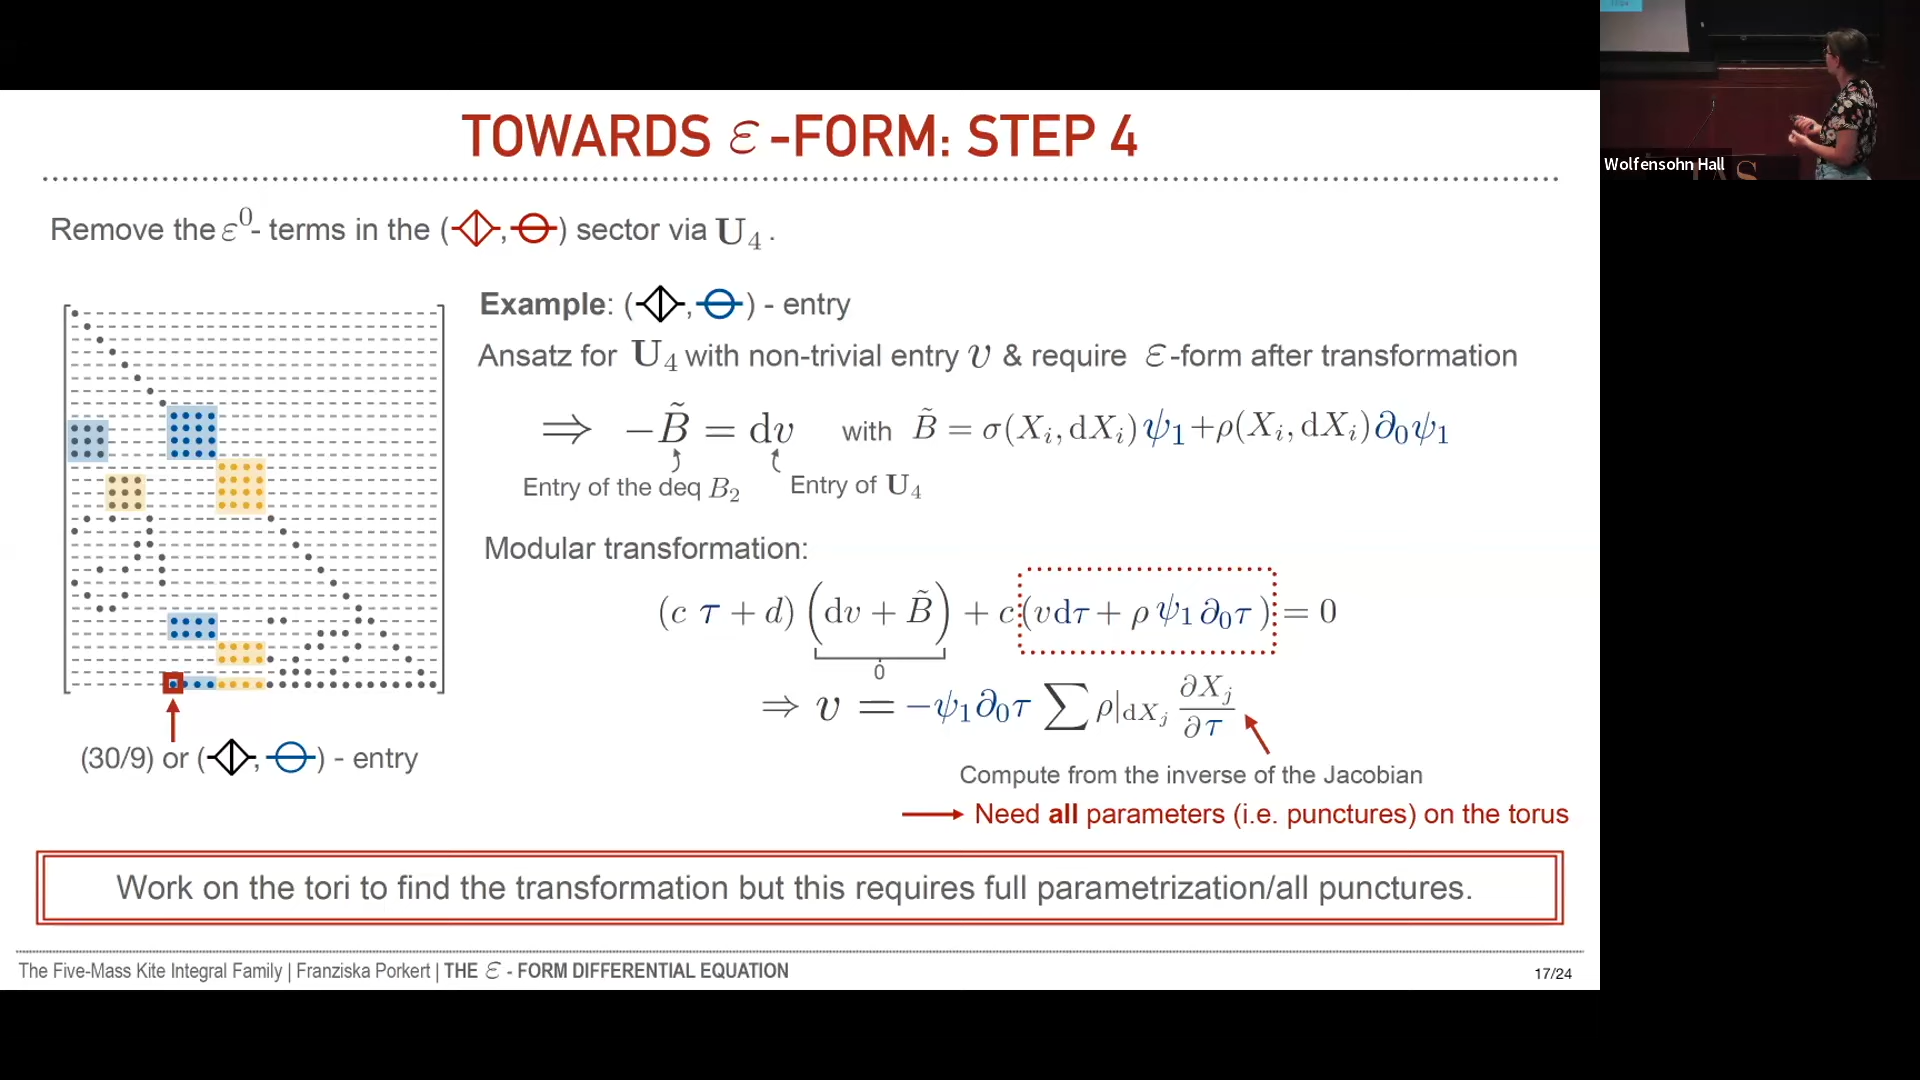 TOWARDS ε -FORM: STEP 4
Wolfensohn Hall
Remove the ε⁰- terms in the ( , ) sector via U₄ .
Example: ( , ) - entry
Ansatz for U₄ with non-trivial entry v & require ε -form after transformation
⟹ −B̃ = dv with B̃ = σ(Xᵢ, dXᵢ) ψ₁ + ρ(Xᵢ, dXᵢ) ∂₀ψ₁
Entry of the deq B₂ Entry of U₄
Modular transformation:
(c τ + d) (dv + B̃) + c (v dτ + ρ ψ₁ ∂₀τ) = 0
0
⇒ v = −ψ₁∂₀τ ∑ ρ|dXⱼ ∂Xⱼ/∂τ
(30/9) or ( , ) - entry
Compute from the inverse of the Jacobian
Need all parameters (i.e. punctures) on the torus
Work on the tori to find the transformation but this requires full parametrization/all punctures.
The Five-Mass Kite Integral Family | Franziska Porkert | THE ε - FORM DIFFERENTIAL EQUATION
17/24